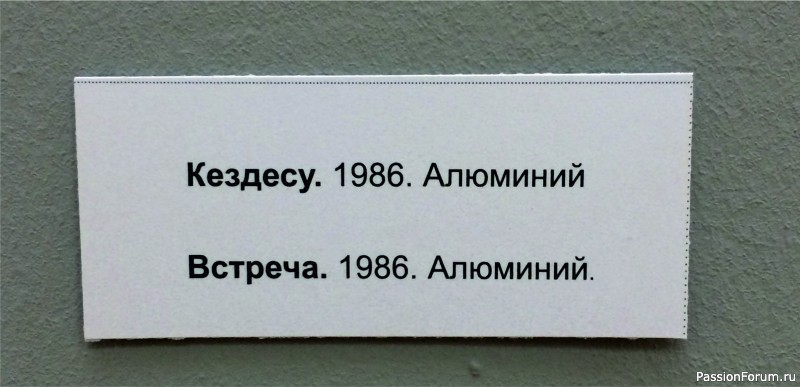 Кездесу. 1986. Алюминий
Встреча. 1986. Алюминий.
PassionForum.ru